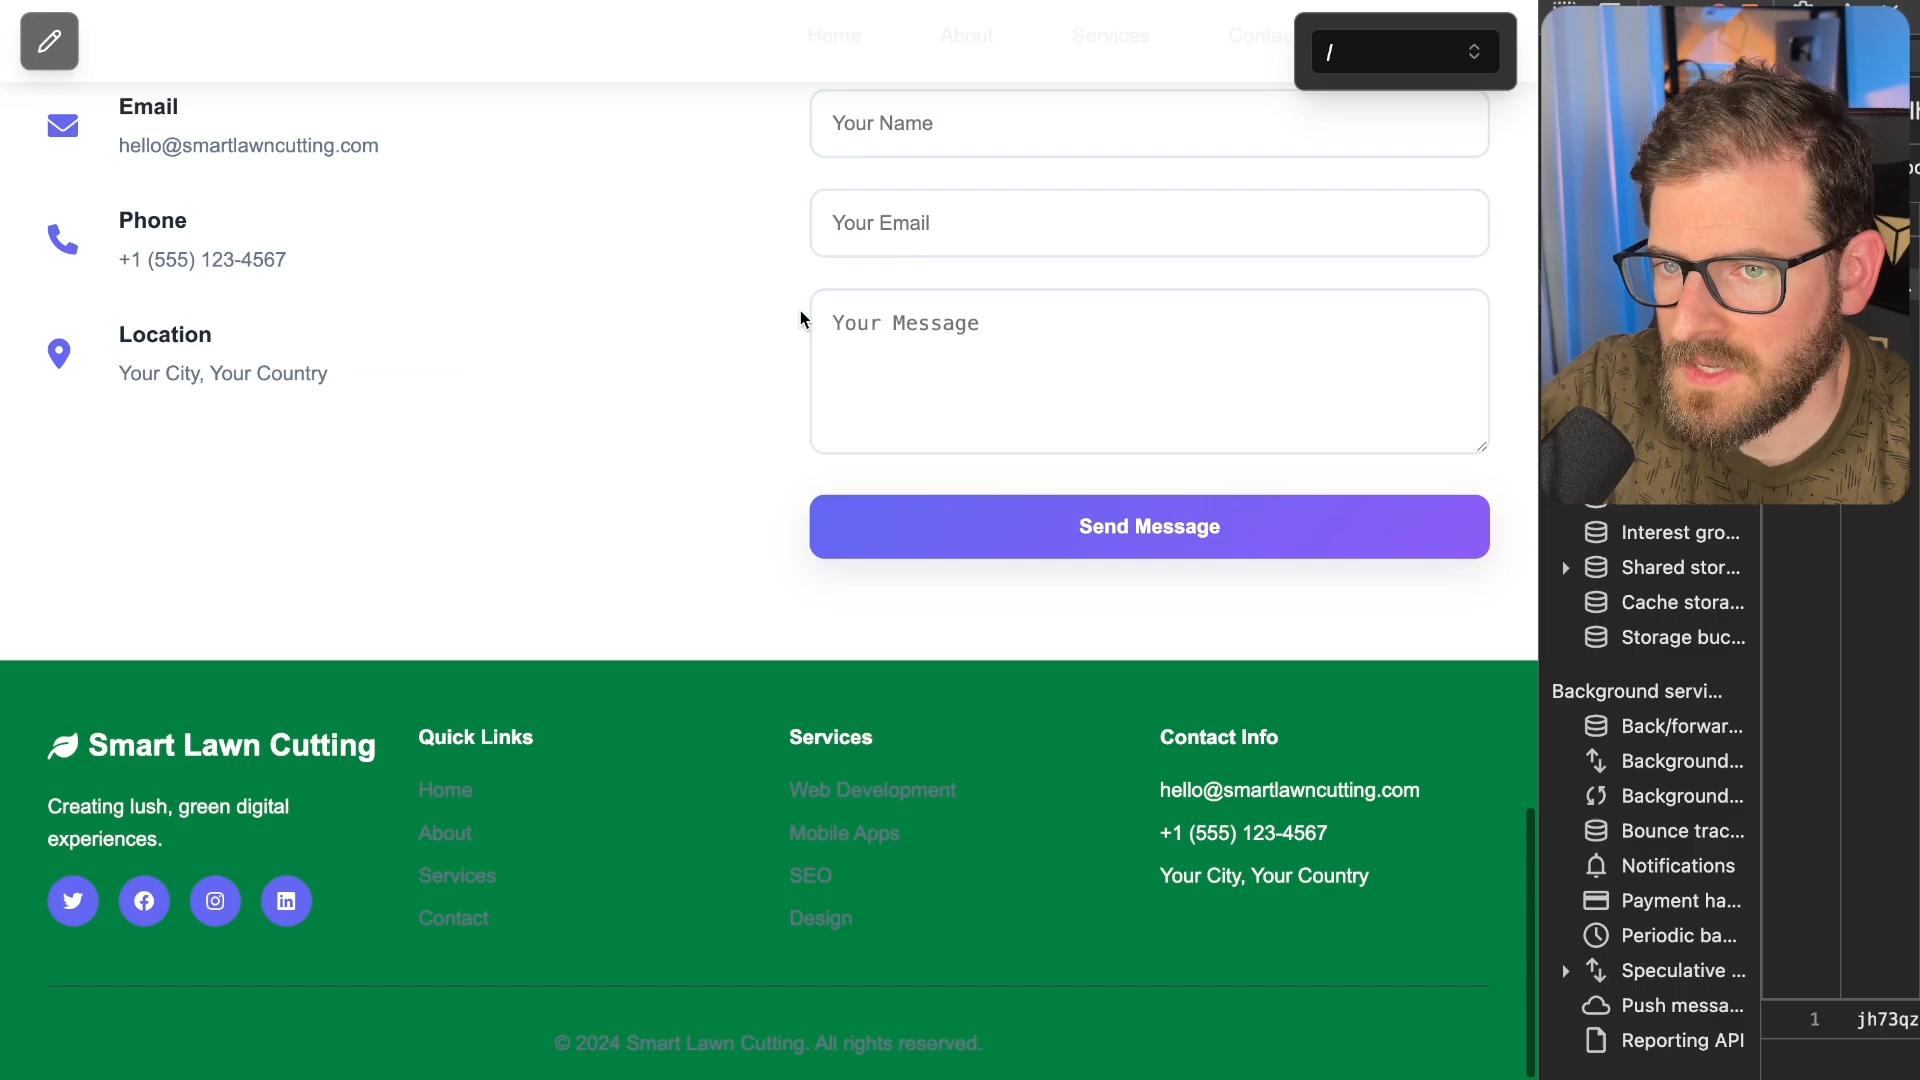 Home
About
Services
Contac
/
Email
hello@smartlawncutting.com
Phone
+1 (555) 123-4567
Location
Your City, Your Country
Your Name
Your Email
Your Message
Send Message
Smart Lawn Cutting
Creating lush, green digital
experiences.
Quick Links
Home
About
Services
Contact
Services
Web Development
Mobile Apps
SEO
Design
Contact Info
hello@smartlawncutting.com
+1 (555) 123-4567
Your City, Your Country
© 2024 Smart Lawn Cutting. All rights reserved.
Interest gro...
Shared stor...
Cache stora...
Storage buc...
Background servi...
Back/forwar...
Background...
Background...
Bounce trac...
Notifications
Payment ha...
Periodic ba...
Speculative ...
Push messa...
Reporting API
1 jh73qz